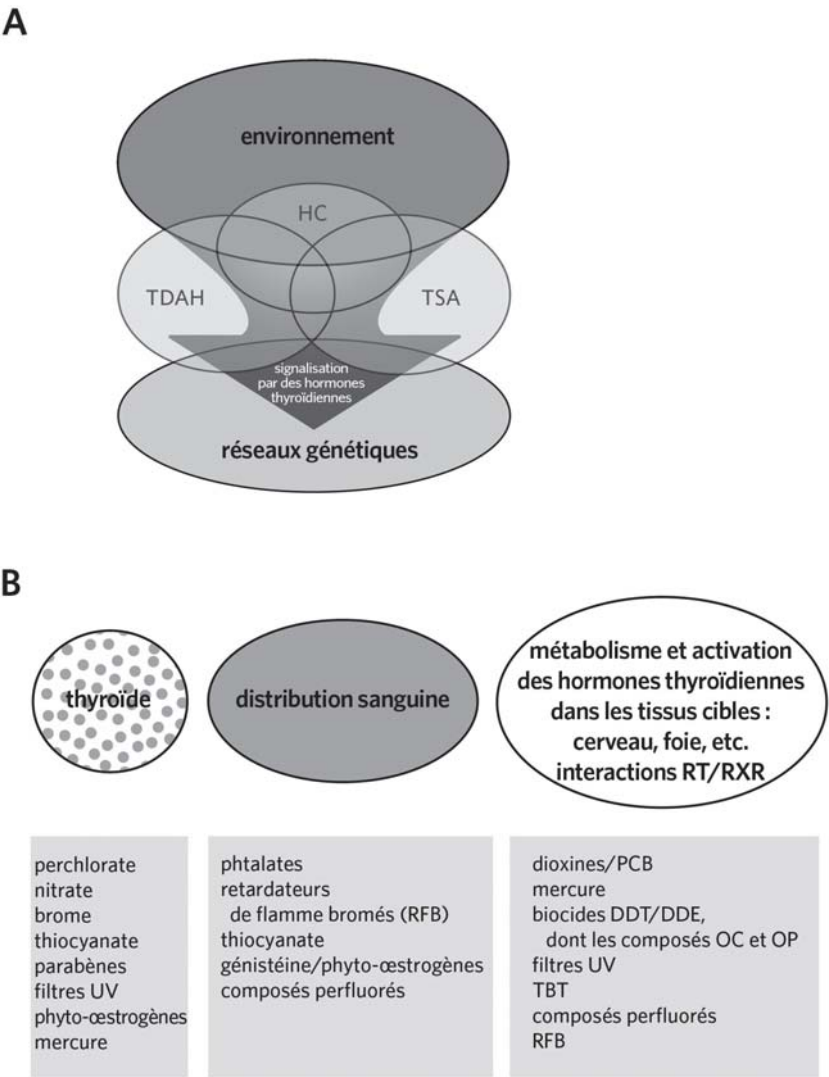 A
environnement
HC
TDAH
TSA
signalisation
par des hormones
thyroïdiennes
réseaux génétiques
B
thyroïde
distribution sanguine
métabolisme et activation
des hormones thyroïdiennes
dans les tissus cibles :
cerveau, foie, etc.
interactions RT/RXR
perchlorate
nitrate
brome
thiocyanate
parabènes
filtres UV
phyto-œstrogènes
mercure
phtalates
retardateurs
de flamme bromés (RFB)
thiocyanate
génistéine/phyto-œstrogènes
composés perfluorés
dioxines/PCB
mercure
biocides DDT/DDE,
dont les composés OC et OP
filtres UV
TBT
composés perfluorés
RFB